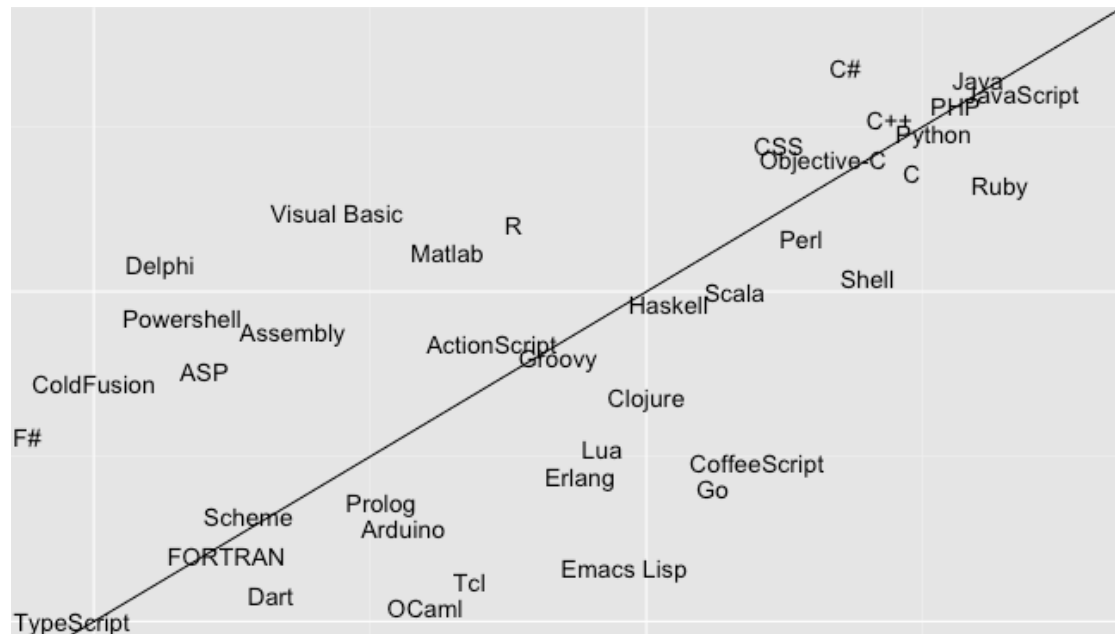 C#
Java
JavaScript
PHP
C++
Python
CSS
Objective-C
C
Ruby
Visual Basic
R
Perl
Matlab
Delphi
Shell
Scala
Haskell
Powershell
Assembly
ActionScript
Groovy
ASP
ColdFusion
Clojure
F#
Lua
CoffeeScript
Erlang
Go
Prolog
Scheme
Arduino
FORTRAN
Emacs Lisp
Tcl
Dart
OCaml
TypeScript